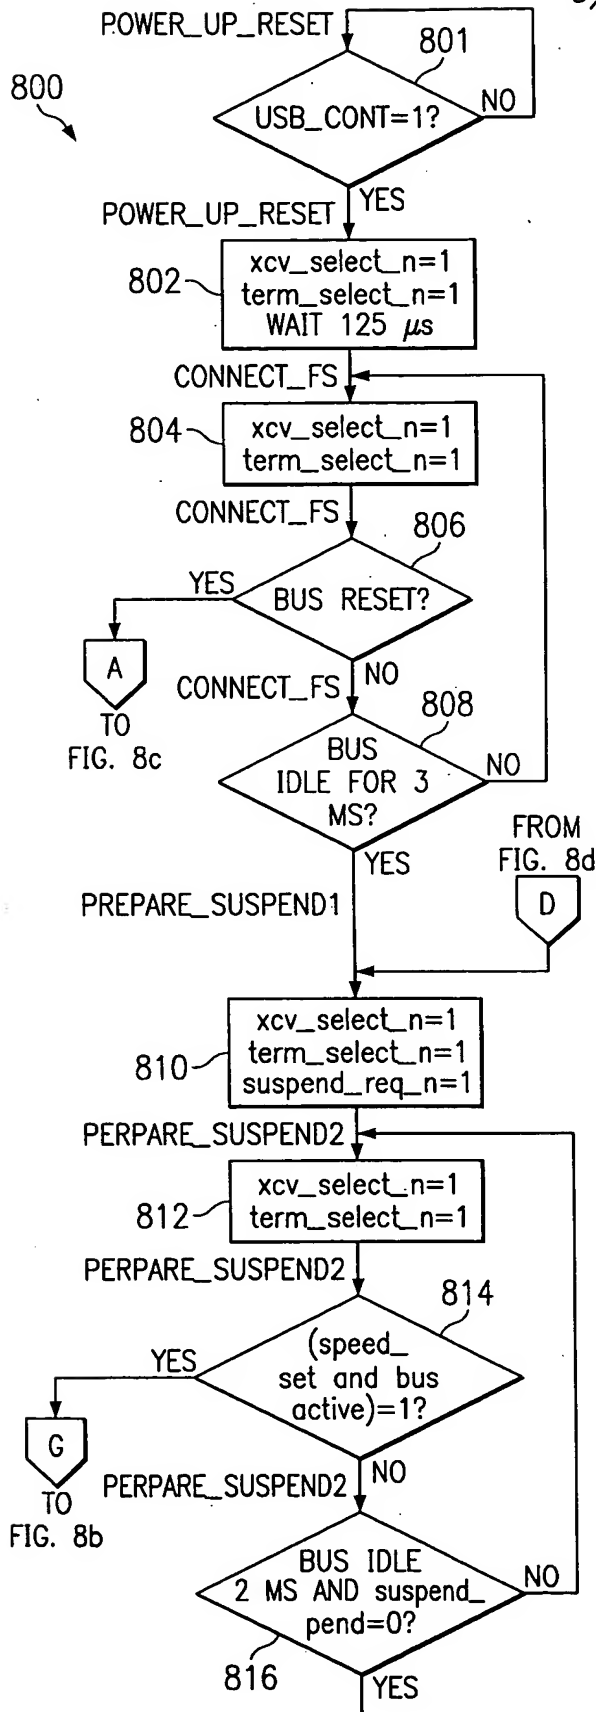 POWER_UP_RESET
801
800
USB_CONT=1?
NO
YES
POWER_UP_RESET
802
xcv_select_n=1
term_select_n=1
WAIT 125 μs
CONNECT_FS
804
xcv_select_n=1
term_select_n=1
CONNECT_FS
806
YES
BUS RESET?
A
TO
FIG. 8c
NO
CONNECT_FS
808
BUS
IDLE FOR 3
MS?
NO
YES
FROM
FIG. 8d
D
PREPARE_SUSPEND1
810
xcv_select_n=1
term_select_n=1
suspend_req_n=1
PERPARE_SUSPEND2
812
xcv_select_n=1
term_select_n=1
PERPARE_SUSPEND2
814
YES
(speed_
set and bus
active)=1?
G
TO
FIG. 8b
NO
PERPARE_SUSPEND2
BUS IDLE
2 MS AND suspend_
pend=0?
NO
816
YES